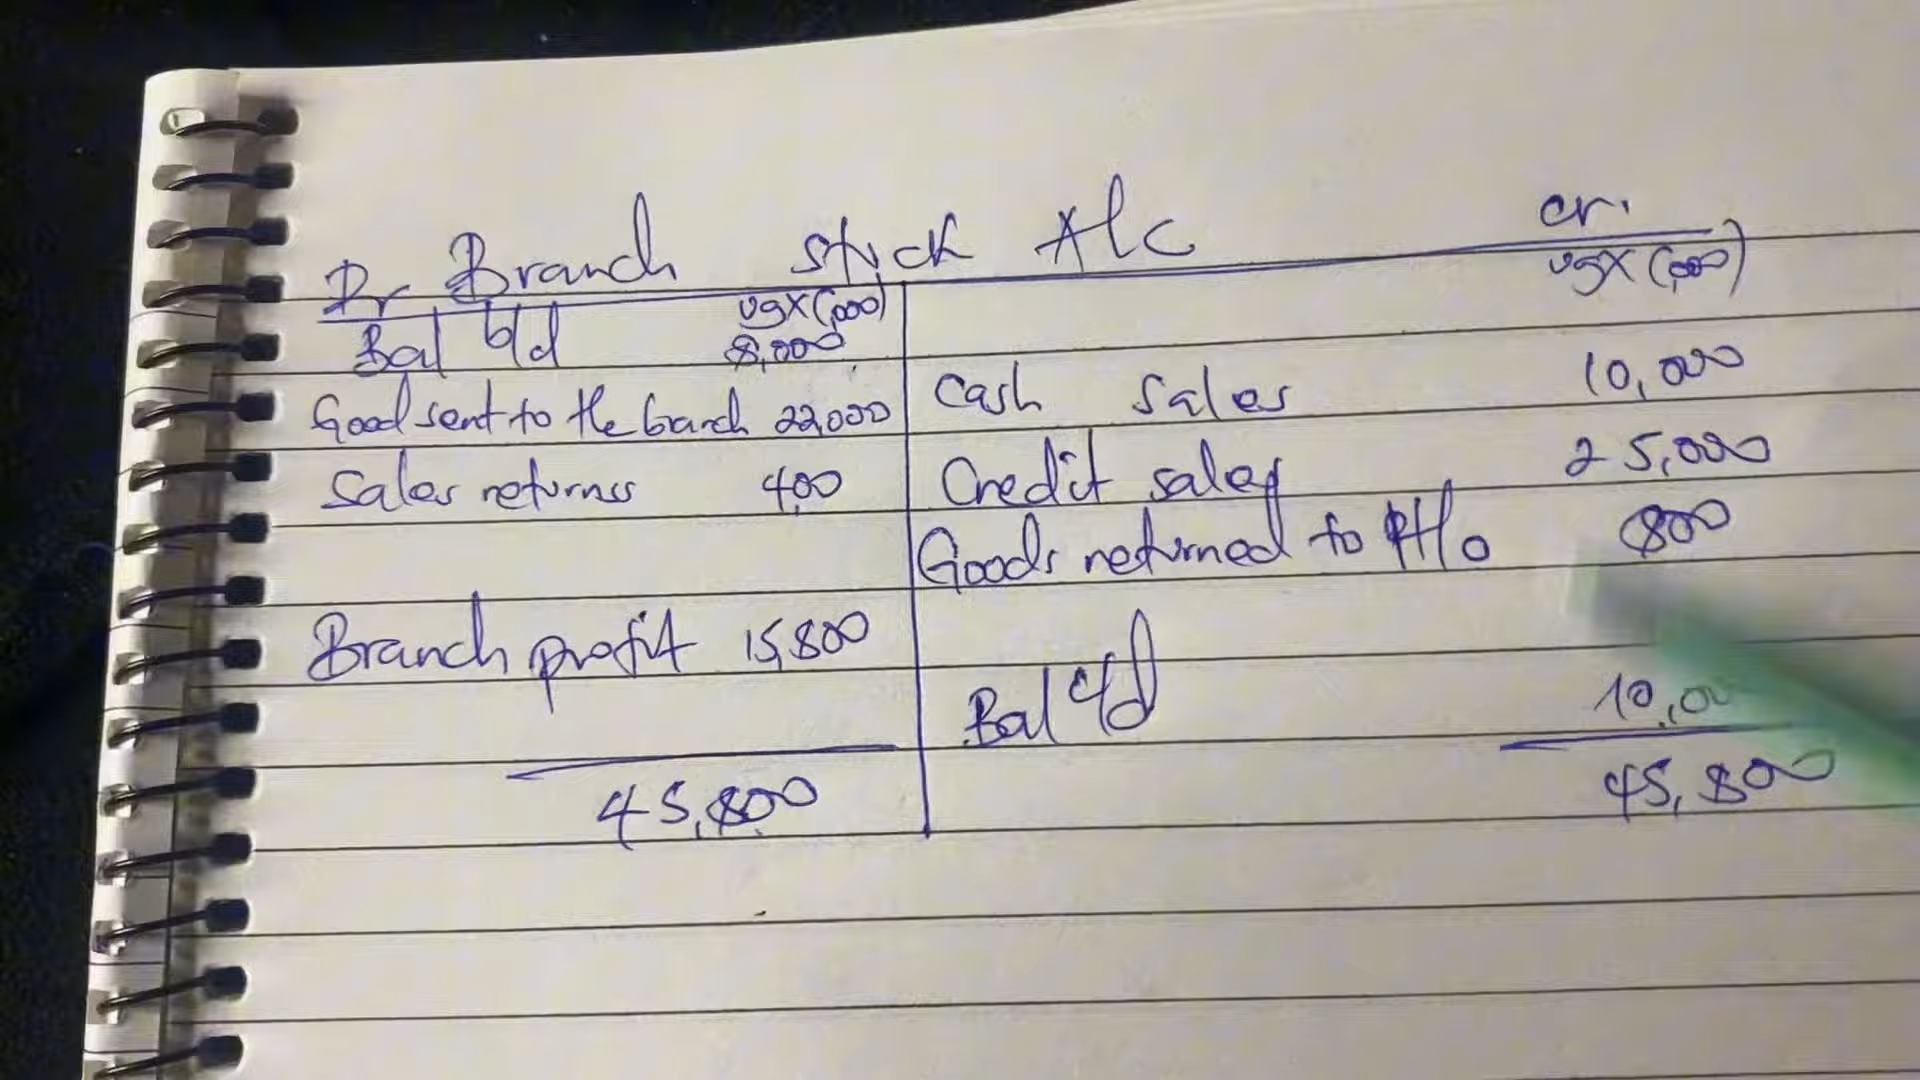 Dr Branch stock A/c cr.
ugx(,000) ugx(,000)
Bal b/d 8,000
Good sent to the barch 22,000 Cash sales 10,000
Sales returns 400 Credit sales 25,000
Goods returned to H/o 800
Branch profit 15,800
Bal c/d 10,00
45,800 45,800